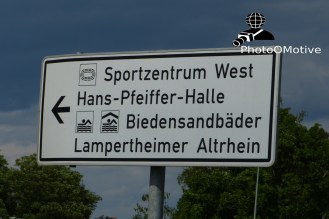 PhotoOMotive
Sportzentrum West
Hans-Pfeiffer-Halle
Biedensandbäder
Lampertheimer Altrhein